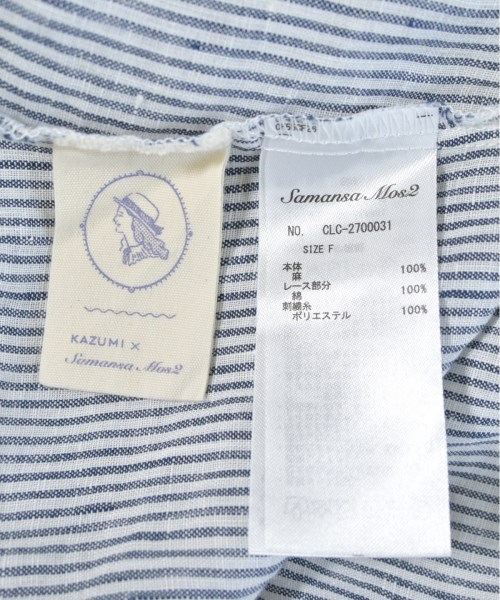 KAZUMI ×
Samansa Mos2
Samansa Mos2
NO. CLC-2700031
SIZE F
本体
麻 100%
レース部分
綿 100%
刺繍糸
ポリエステル 100%